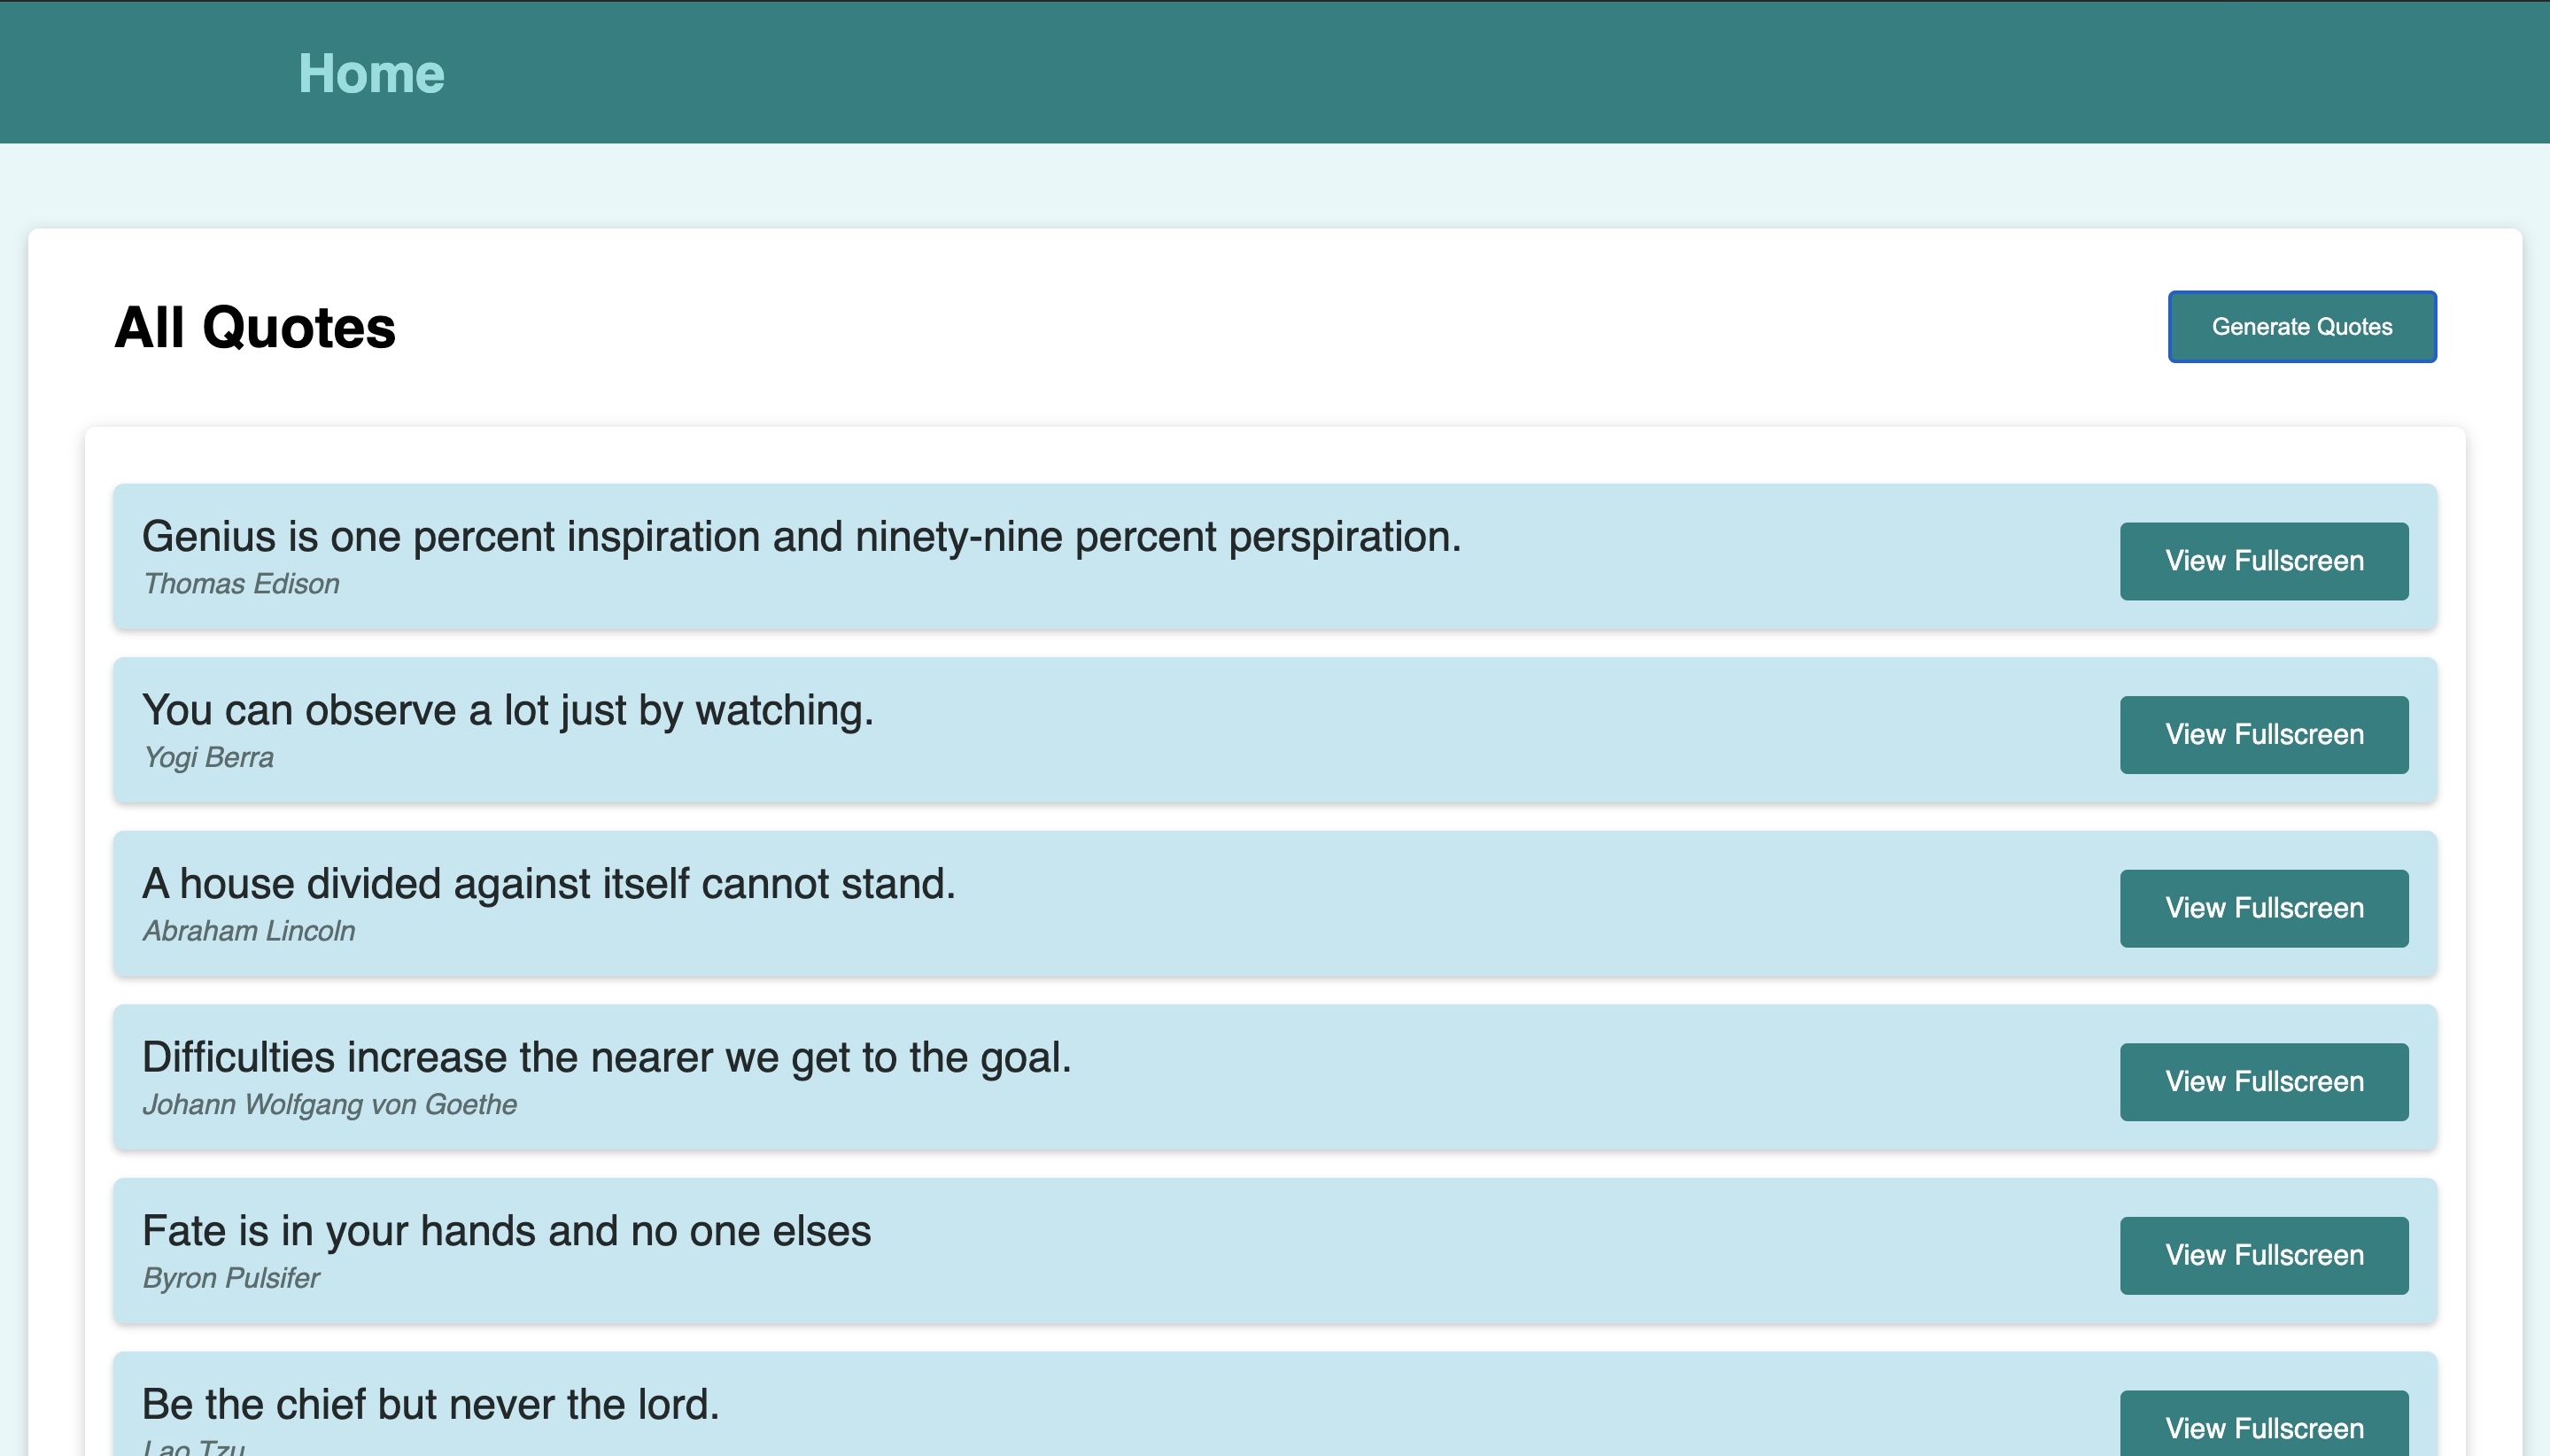 Home
All Quotes
Generate Quotes
Genius is one percent inspiration and ninety-nine percent perspiration.
Thomas Edison
View Fullscreen
You can observe a lot just by watching.
Yogi Berra
View Fullscreen
A house divided against itself cannot stand.
Abraham Lincoln
View Fullscreen
Difficulties increase the nearer we get to the goal.
Johann Wolfgang von Goethe
View Fullscreen
Fate is in your hands and no one elses
Byron Pulsifer
View Fullscreen
Be the chief but never the lord.
Lao Tzu
View Fullscreen